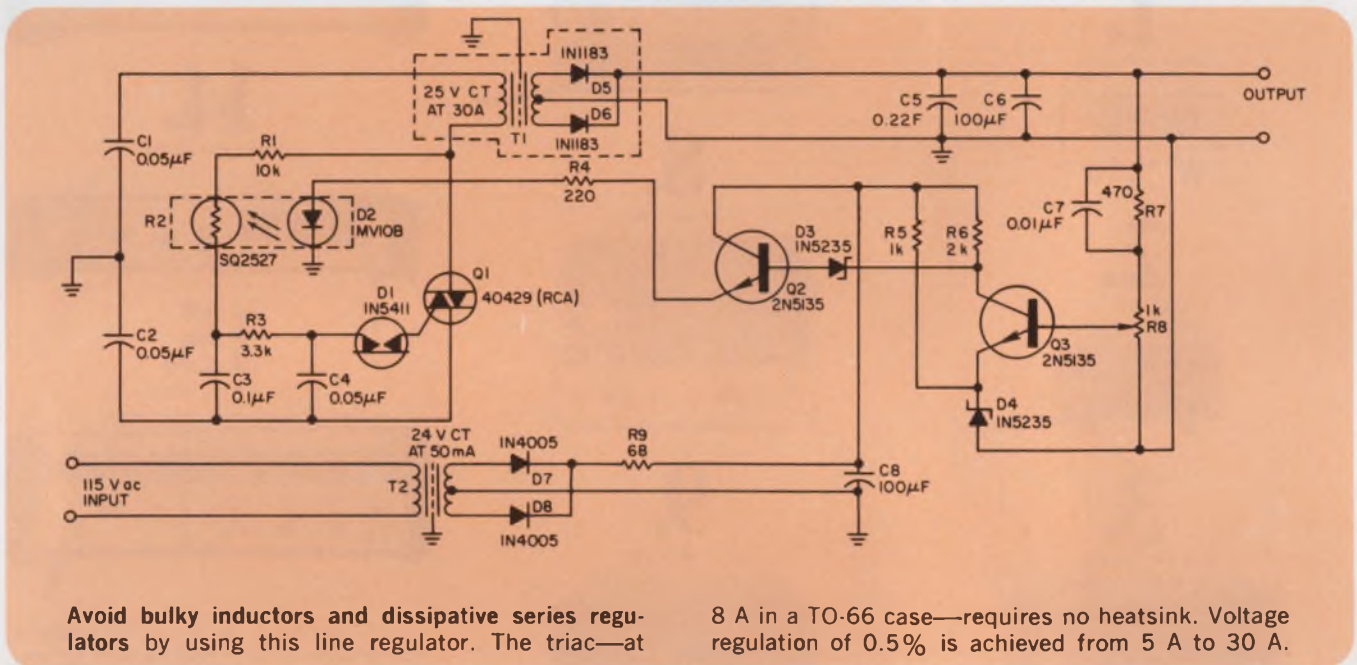 IN1183
D5
25 V CT
AT 30A
D6
T1
IN1183
C5
0.22F
C6
100μF
OUTPUT
C1
0.05μF
R1
10k
R4
220
R2
D2
MV10B
SQ2527
D1
IN5411
Q1
40429 (RCA)
D3
IN5235
R5
1k
R6
2k
C7
0.01μF
470
R7
Q2
2N5135
1k
R8
Q3
2N5135
C2
0.05μF
R3
3.3k
C3
0.1μF
C4
0.05μF
D4
IN5235
24 V CT
AT 50mA
IN4005
D7
R9
68
C8
100μF
115 Vac
INPUT
T2
D8
IN4005
Avoid bulky inductors and dissipative series regu-
lators by using this line regulator. The triac—at
8 A in a TO-66 case—requires no heatsink. Voltage
regulation of 0.5% is achieved from 5 A to 30 A.